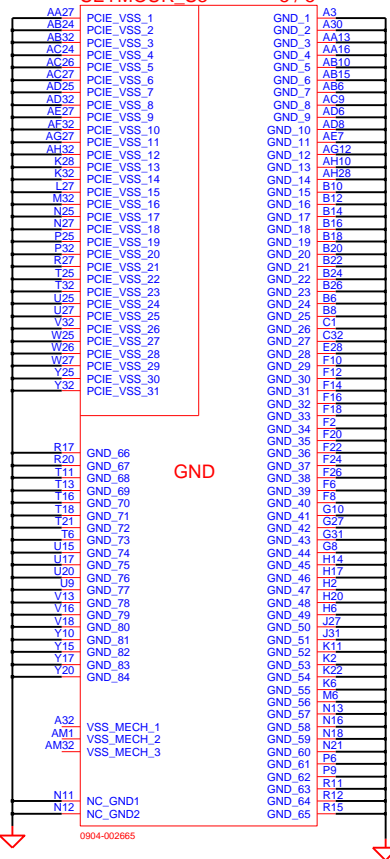 AA27 PCIE_VSS_1 GND_1 A3
AB24 PCIE_VSS_2 GND_2 A30
AB32 PCIE_VSS_3 GND_3 AA13
AC24 PCIE_VSS_4 GND_4 AA16
AC26 PCIE_VSS_5 GND_5 AB10
AC27 PCIE_VSS_6 GND_6 AB15
AD25 PCIE_VSS_7 GND_7 AB6
AD32 PCIE_VSS_8 GND_8 AC9
AE27 PCIE_VSS_9 GND_9 AD6
AF32 PCIE_VSS_10 GND_10 AD8
AG27 PCIE_VSS_11 GND_11 AE7
AH32 PCIE_VSS_12 GND_12 AG12
K28 PCIE_VSS_13 GND_13 AH10
K32 PCIE_VSS_14 GND_14 AH28
L27 PCIE_VSS_15 GND_15 B10
M32 PCIE_VSS_16 GND_16 B12
N25 PCIE_VSS_17 GND_17 B14
N27 PCIE_VSS_18 GND_18 B16
P25 PCIE_VSS_19 GND_19 B18
P32 PCIE_VSS_20 GND_20 B20
R27 PCIE_VSS_21 GND_21 B22
T25 PCIE_VSS_22 GND_22 B24
T32 PCIE_VSS_23 GND_23 B26
U25 PCIE_VSS_24 GND_24 B6
U27 PCIE_VSS_25 GND_25 B8
V32 PCIE_VSS_26 GND_26 C1
W25 PCIE_VSS_27 GND_27 C32
W26 PCIE_VSS_28 GND_28 E28
W27 PCIE_VSS_29 GND_29 F10
Y25 PCIE_VSS_30 GND_30 F12
Y32 PCIE_VSS_31 GND_31 F14
GND_32 F16
GND_33 F18
GND_34 F2
GND_35 F20
R17 GND_66 GND_36 F22
R20 GND_67 GND_37 F24
GND
T11 GND_68 GND_38 F26
T13 GND_69 GND_39 F6
T16 GND_70 GND_40 F8
T18 GND_71 GND_41 G10
T21 GND_72 GND_42 G27
T6 GND_73 GND_43 G31
U15 GND_74 GND_44 G8
U17 GND_75 GND_45 H14
U20 GND_76 GND_46 H17
U9 GND_77 GND_47 H2
V13 GND_78 GND_48 H20
V16 GND_79 GND_49 H6
V18 GND_80 GND_50 J27
Y10 GND_81 GND_51 J31
Y15 GND_82 GND_52 K11
Y17 GND_83 GND_53 K2
Y20 GND_84 GND_54 K22
GND_55 K6
GND_56 M6
GND_57 N13
A32 VSS_MECH_1 GND_58 N16
AM1 VSS_MECH_2 GND_59 N18
AM32 VSS_MECH_3 GND_60 N21
GND_61 P6
GND_62 P9
GND_63 R11
N11 NC_GND1 GND_64 R12
N12 NC_GND2 GND_65 R15
0904-002665